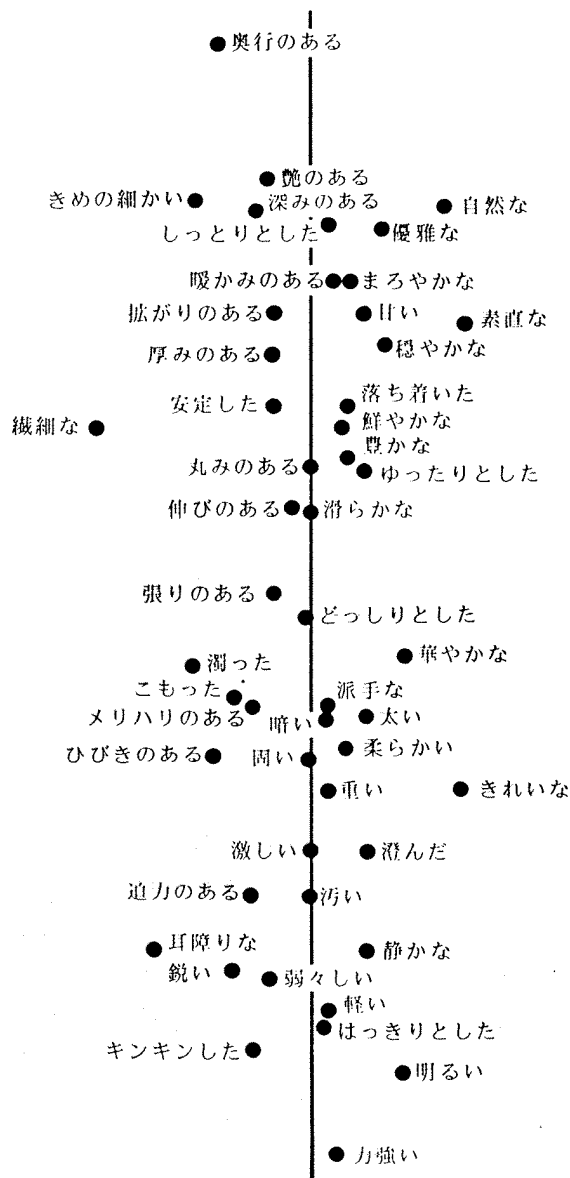 奥行のある
艶のある
きめの細かい
深みのある
自然な
しっとりとした
優雅な
暖かみのある
まろやかな
拡がりのある
甘い
素直な
厚みのある
穏やかな
安定した
落ち着いた
繊細な
鮮やかな
豊かな
丸みのある
ゆったりとした
伸びのある
滑らかな
張りのある
どっしりとした
華やかな
濁った
こもった
派手な
メリハリのある
暗い
太い
ひびきのある
固い
柔らかい
重い
きれいな
激しい
澄んだ
迫力のある
汚い
耳障りな
静かな
鋭い
弱々しい
軽い
はっきりとした
キンキンした
明るい
力強い